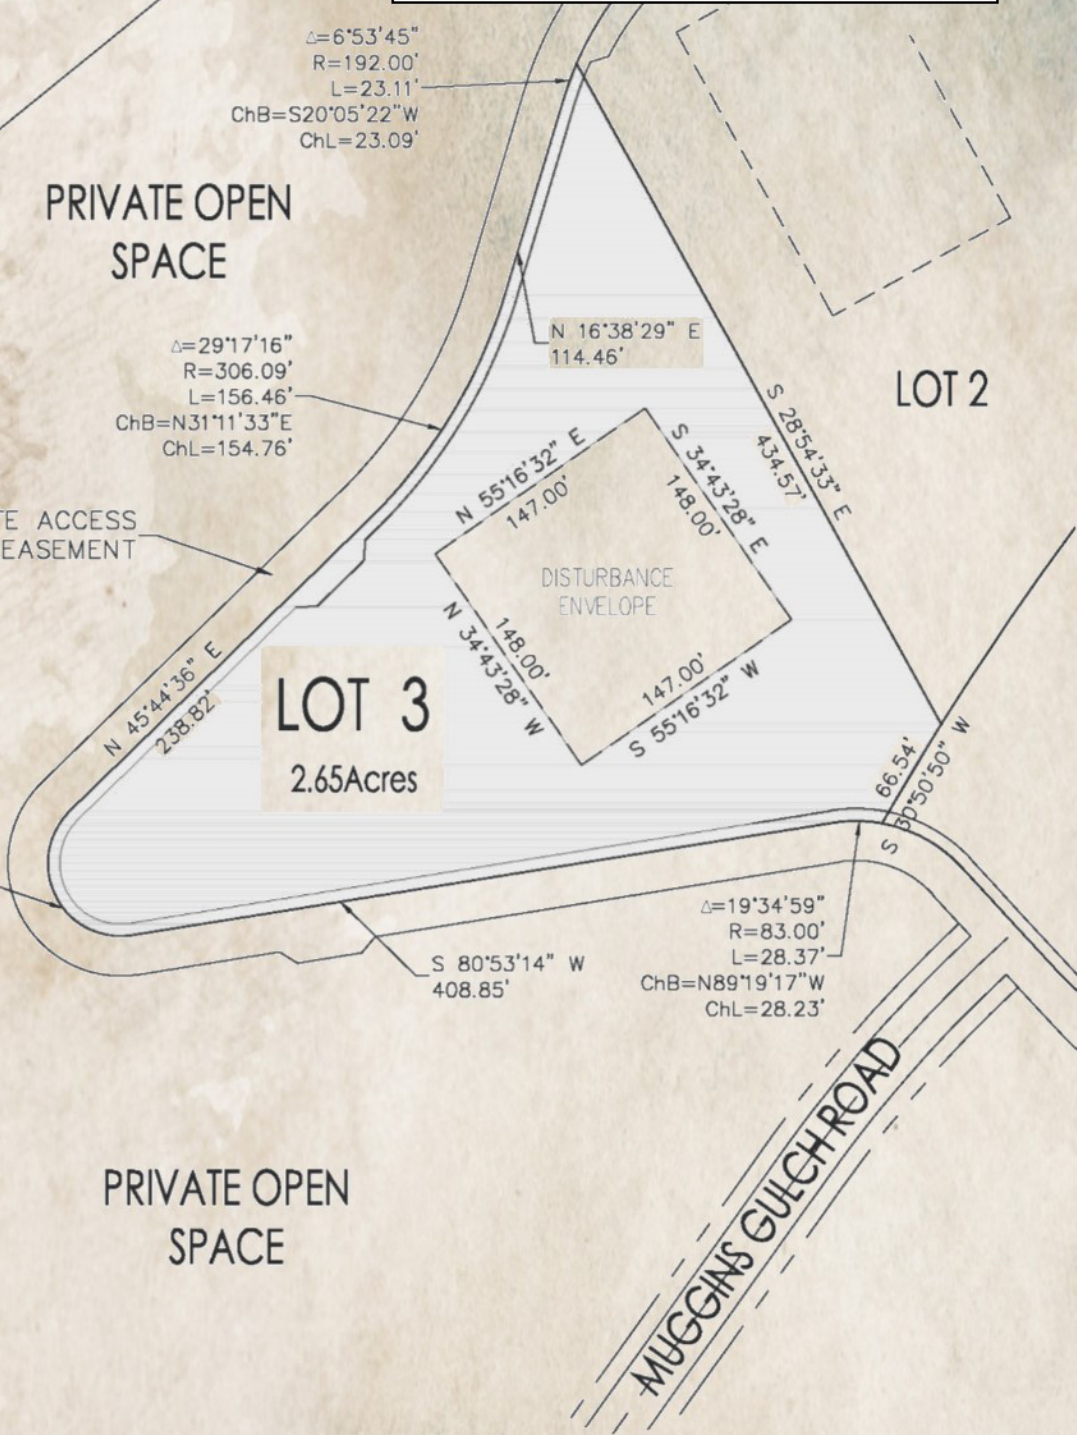 △=6°53'45"
R=192.00'
L=23.11'
ChB=S20°05'22"W
ChL=23.09'
PRIVATE OPEN
SPACE
N 16°38'29" E
114.46'
△=29°17'16"
R=306.09'
L=156.46'
ChB=N31°11'33"E
ChL=154.76'
LOT 2
S 28°54'33" E
434.57'
N 55°16'32" E
147.00'
S 34°43'28" E
148.00'
ACCESS
EASEMENT
DISTURBANCE
ENVELOPE
N 34°43'28" W
148.00'
147.00'
S 55°16'32" W
N 45°44'36" E
238.82'
LOT 3
2.65Acres
66.54'
S 30°50'50" W
△=19°34'59"
R=83.00'
L=28.37'
ChB=N89°19'17"W
ChL=28.23'
S 80°53'14" W
408.85'
MUGGINS GULCH ROAD
PRIVATE OPEN
SPACE